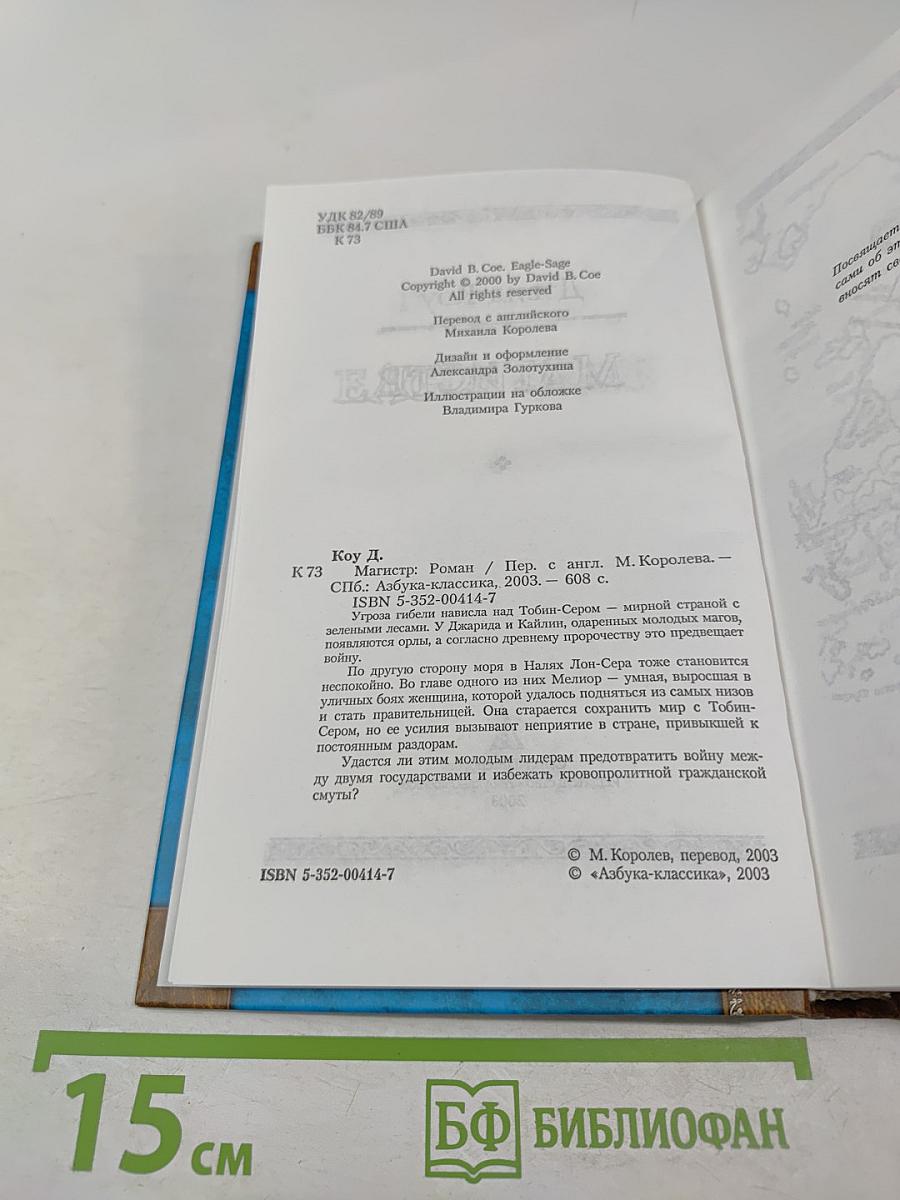 УДК 82/89
ББК 84.7 США
К 73
David B. Coe. Eagle-Sage
Copyright © 2000 by David B. Coe
All rights reserved
Перевод с английского
Михаила Королева
Дизайн и оформление
Александра Золотухина
Иллюстрации на обложке
Владимира Гуркова
Коу Д.
К 73 Магистр: Роман / Пер. с англ. М. Королева. —
СПб.: Азбука-классика, 2003. — 608 с.
ISBN 5-352-00414-7
Угроза гибели нависла над Тобин-Сером — мирной страной с
зелеными лесами. У Джарида и Кайлин, одаренных молодых магов,
появляются орлы, а согласно древнему пророчеству это предвещает
войну.
По другую сторону моря в Налях Лон-Сера тоже становится
неспокойно. Во главе одного из них Мелиор — умная, выросшая в
уличных боях женщина, которой удалось подняться из самых низов
и стать правительницей. Она старается сохранить мир с Тобин-
Сером, но ее усилия вызывают неприятие в стране, привыкшей к
постоянным раздорам.
Удастся ли этим молодым лидерам предотвратить войну меж-
ду двумя государствами и избежать кровопролитной гражданской
смуты?
© М. Королев, перевод, 2003
ISBN 5-352-00414-7 © «Азбука-классика», 2003
Посвящает
сами об эт
вносят св
15 см
БФ БИБЛИОФАН